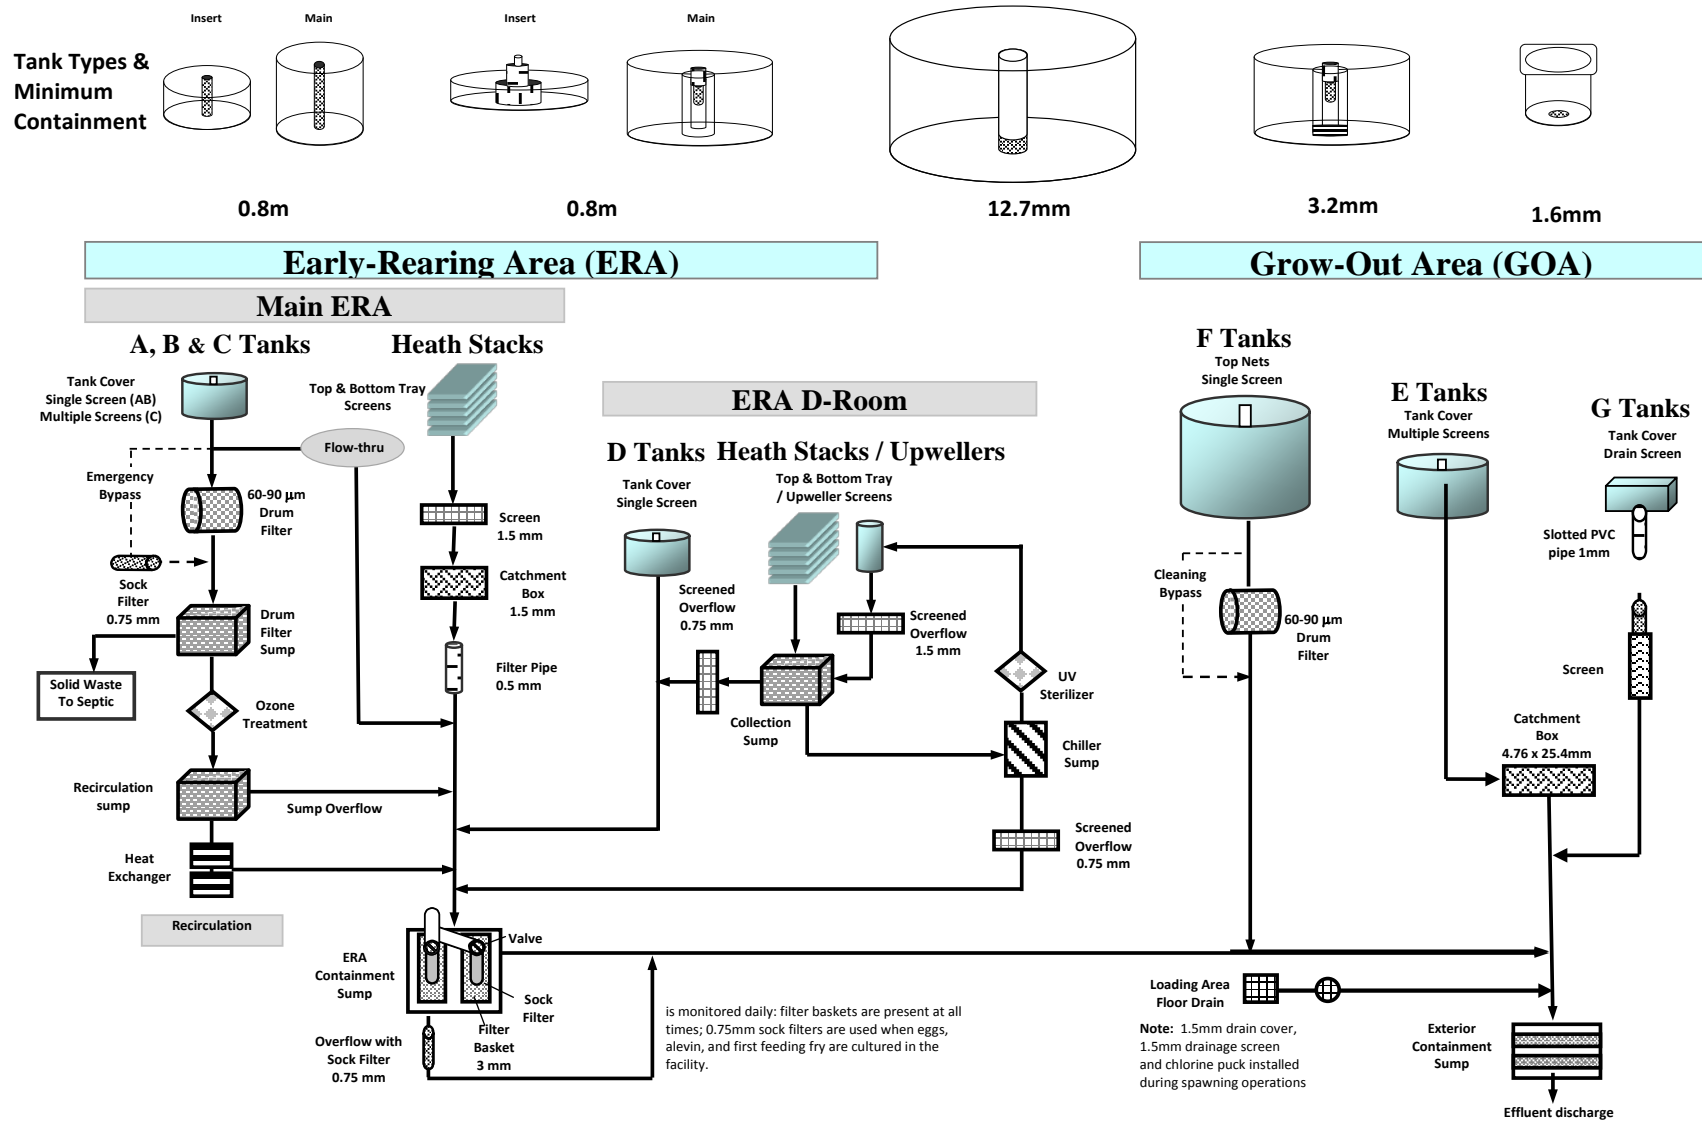 Insert
Main
Insert
Main
Tank Types &
Minimum
Containment
0.8m
0.8m
12.7mm
3.2mm
1.6mm
Early-Rearing Area (ERA)
Grow-Out Area (GOA)
Main ERA
A, B & C Tanks
Heath Stacks
Tank Cover
Single Screen (AB)
Multiple Screens (C)
Top & Bottom Tray
Screens
Flow-thru
Emergency
Bypass
60-90 µm
Drum
Filter
Screen
1.5 mm
Sock
Filter
0.75 mm
Catchment
Box
1.5 mm
Drum
Filter
Sump
Filter Pipe
0.5 mm
Solid Waste
To Septic
Ozone
Treatment
Recirculation
sump
Sump Overflow
Heat
Exchanger
Recirculation
ERA D-Room
D Tanks
Heath Stacks / Upwellers
Tank Cover
Single Screen
Top & Bottom Tray
/ Upweller Screens
Screened
Overflow
0.75 mm
Screened
Overflow
1.5 mm
UV
Sterilizer
Collection
Sump
Chiller
Sump
Screened
Overflow
0.75 mm
F Tanks
Top Nets
Single Screen
E Tanks
Tank Cover
Multiple Screens
G Tanks
Tank Cover
Drain Screen
Slotted PVC
pipe 1mm
Cleaning
Bypass
60-90 µm
Drum
Filter
Screen
Catchment
Box
4.76 x 25.4mm
Valve
ERA
Containment
Sump
Sock
Filter
Filter
Basket
3 mm
Overflow with
Sock Filter
0.75 mm
is monitored daily: filter baskets are present at all
times; 0.75mm sock filters are used when eggs,
alevin, and first feeding fry are cultured in the
facility.
Loading Area
Floor Drain
Note: 1.5mm drain cover,
1.5mm drainage screen
and chlorine puck installed
during spawning operations
Exterior
Containment
Sump
Effluent discharge